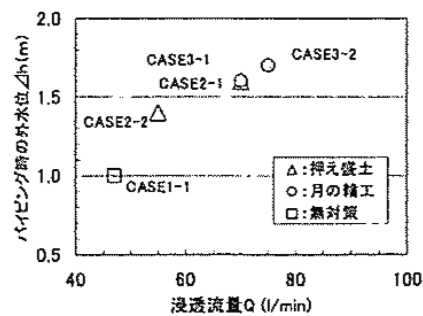 パイピング時の外水位⊿h(m)
2.0
1.5
1.0
0.5
CASE3-1
CASE3-2
CASE2-1
CASE2-2
CASE1-1
△:押え盛土
○:月の輪工
□:無対策
40 60 80 100
浸透流量Q (l/min)